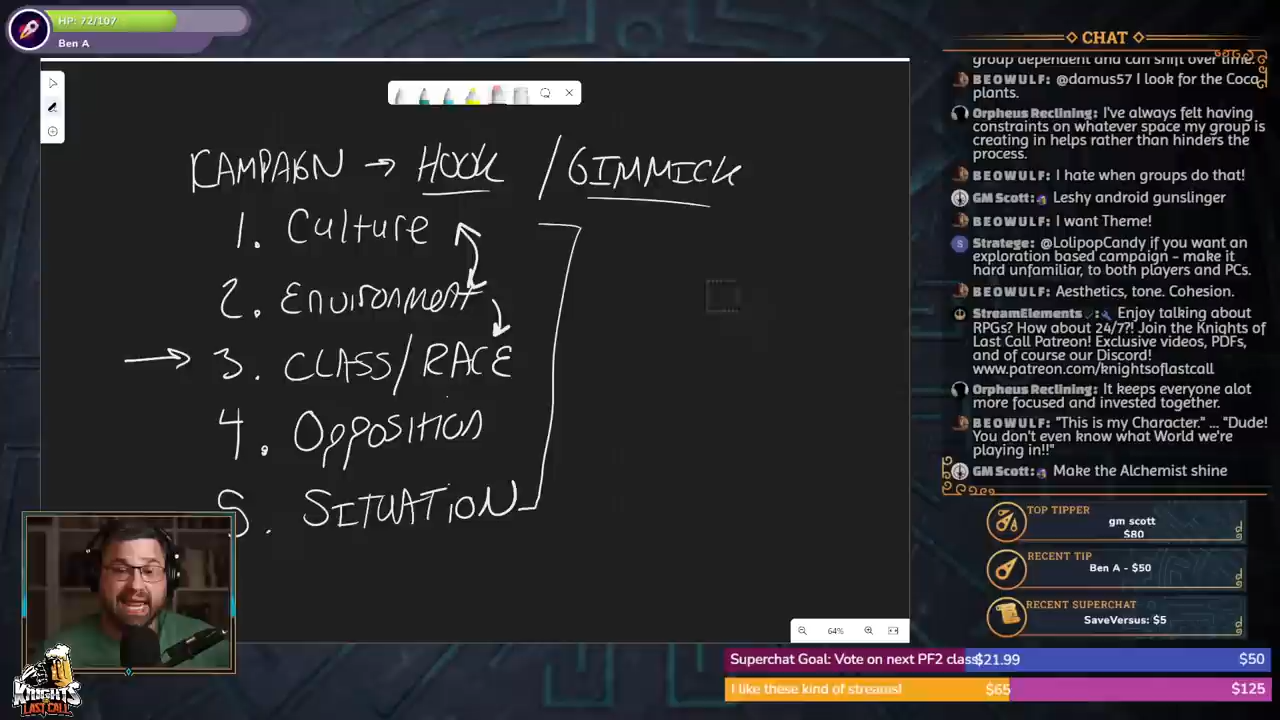 HP: 72/107
Ben A
KAMPAIGN → HOOK / GIMMICK
1. Culture
2. Environment
3. CLASS/RACE
4. Opposition
5. SITUATION
64%
KNIGHTS
OF LAST CALL
CHAT
group dependent and can shift over time.
BEOWULF: @damus57 I look for the Coca
plants.
Orpheus Reclining: I've always felt having
constraints on whatever space my group is
creating in helps rather than hinders the
process.
BEOWULF: I hate when groups do that!
GM Scott: Leshy android gunslinger
BEOWULF: I want Theme!
Stratege: @LolipopCandy if you want an
exploration based campaign - make it
hard unfamiliar, to both players and PCs.
BEOWULF: Aesthetics, tone. Cohesion.
StreamElements: Enjoy talking about
RPGs? How about 24/7?! Join the Knights of
Last Call Patreon! Exclusive videos, PDFs,
and of course our Discord!
www.patreon.com/knightsoflastcall
Orpheus Reclining: It keeps everyone alot
more focused and invested together.
BEOWULF: "This is my Character." ... "Dude!
You don't even know what World we're
playing in!!"
GM Scott: Make the Alchemist shine
TOP TIPPER
gm scott
$80
RECENT TIP
Ben A - $50
RECENT SUPERCHAT
SaveVersus: $5
Superchat Goal: Vote on next PF2 class $21.99 $50
I like these kind of streams! $65 $125